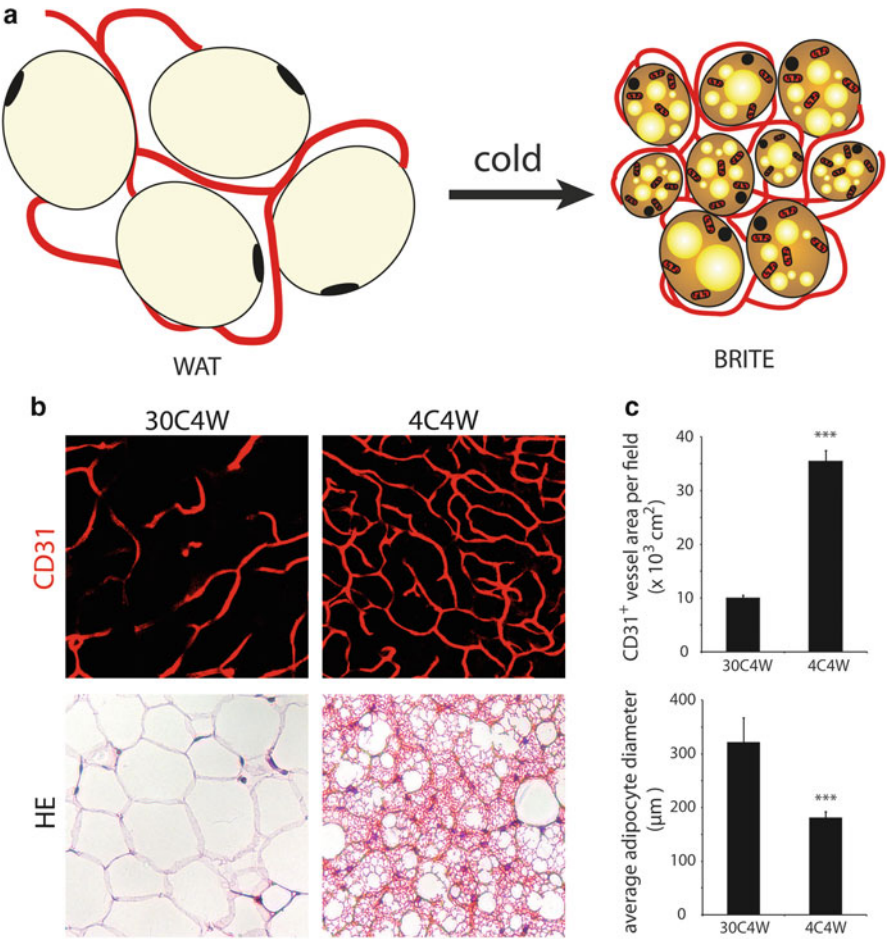 a
cold
WAT
BRITE
b
30C4W
4C4W
CD31
HE
c
CD31⁺ vessel area per field
(x 10³ cm²)
40
30
20
10
0
***
30C4W
4C4W
average adipocyte diameter
(μm)
400
300
200
100
0
***
30C4W
4C4W